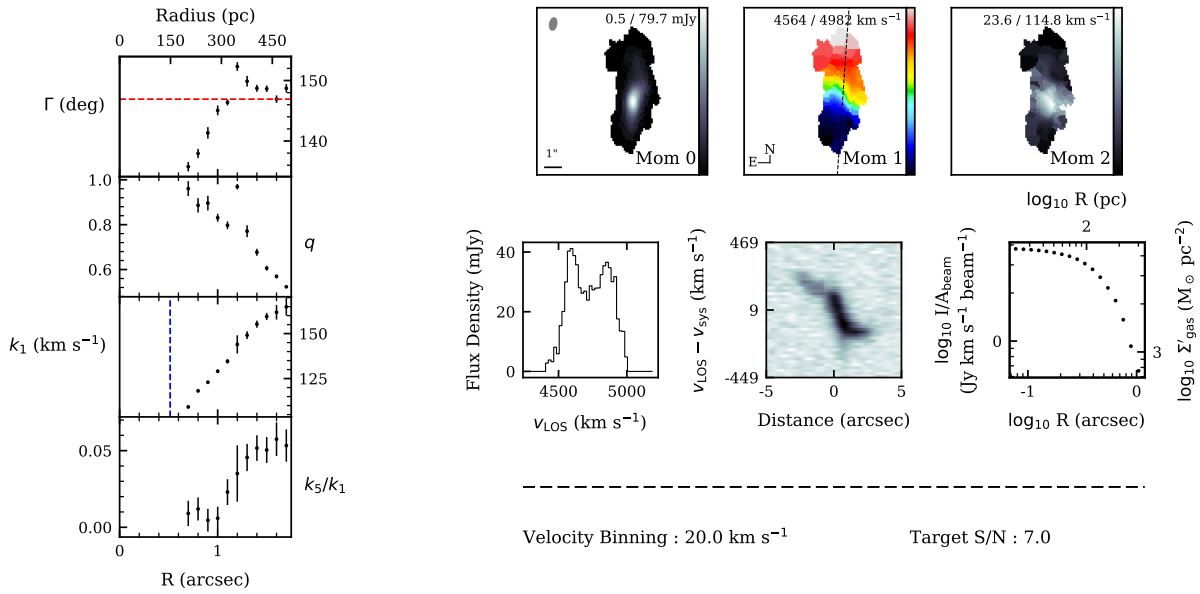 Radius (pc)
0 150 300 450
Γ (deg)
150
140
1.0
0.8
0.6
q
k₁ (km s⁻¹)
150
125
0.05
0.00
k₅/k₁
0 1
R (arcsec)
0.5 / 79.7 mJy
1"
Mom 0
4564 / 4982 km s⁻¹
N
E
Mom 1
23.6 / 114.8 km s⁻¹
Mom 2
Flux Density (mJy)
40
20
0
4500 5000
v_LOS (km s⁻¹)
v_LOS − v_sys (km s⁻¹)
469
9
-449
-5 0 5
Distance (arcsec)
log₁₀ R (pc)
2
log₁₀ I/A_beam
(Jy km s⁻¹ beam⁻¹)
0
3
log₁₀ Σ′_gas (M⊙ pc⁻²)
-1 0
log₁₀ R (arcsec)
Velocity Binning : 20.0 km s⁻¹
Target S/N : 7.0